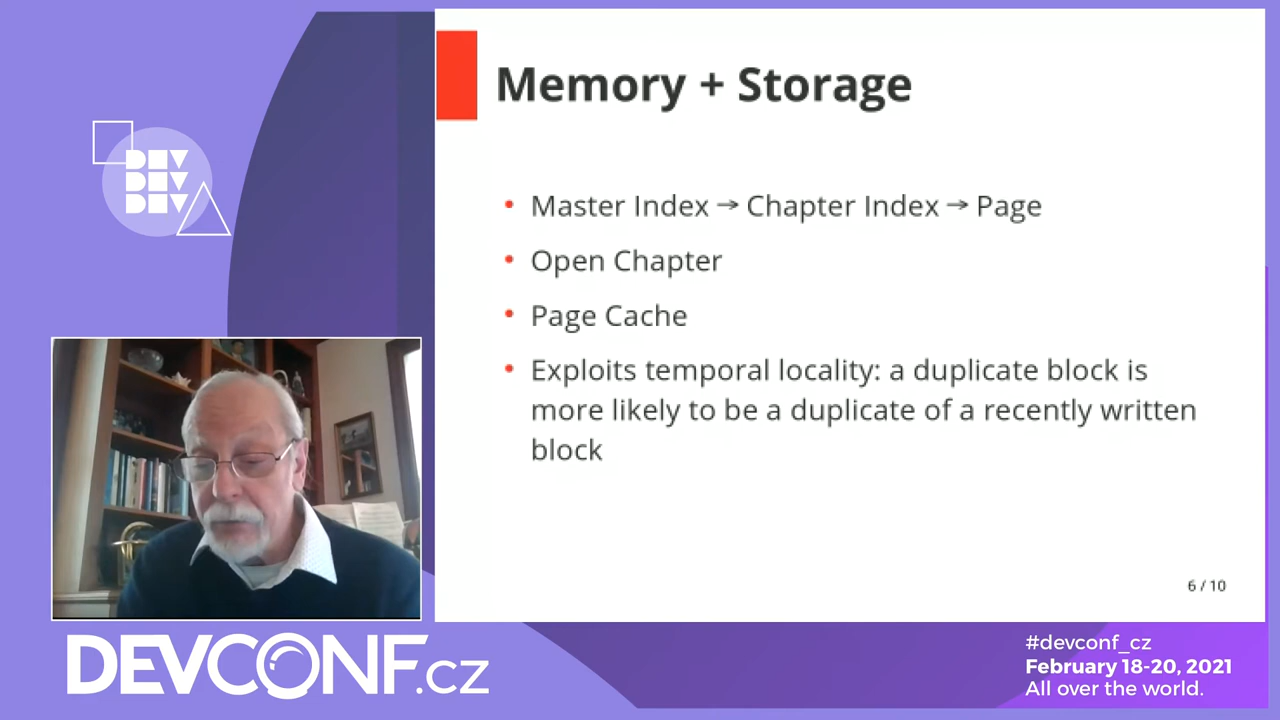 DEV
DEV
DEV
Memory + Storage
• Master Index → Chapter Index → Page
• Open Chapter
• Page Cache
• Exploits temporal locality: a duplicate block is
more likely to be a duplicate of a recently written
block
6 / 10
DEVCONF.cz
#devconf_cz
February 18-20, 2021
All over the world.